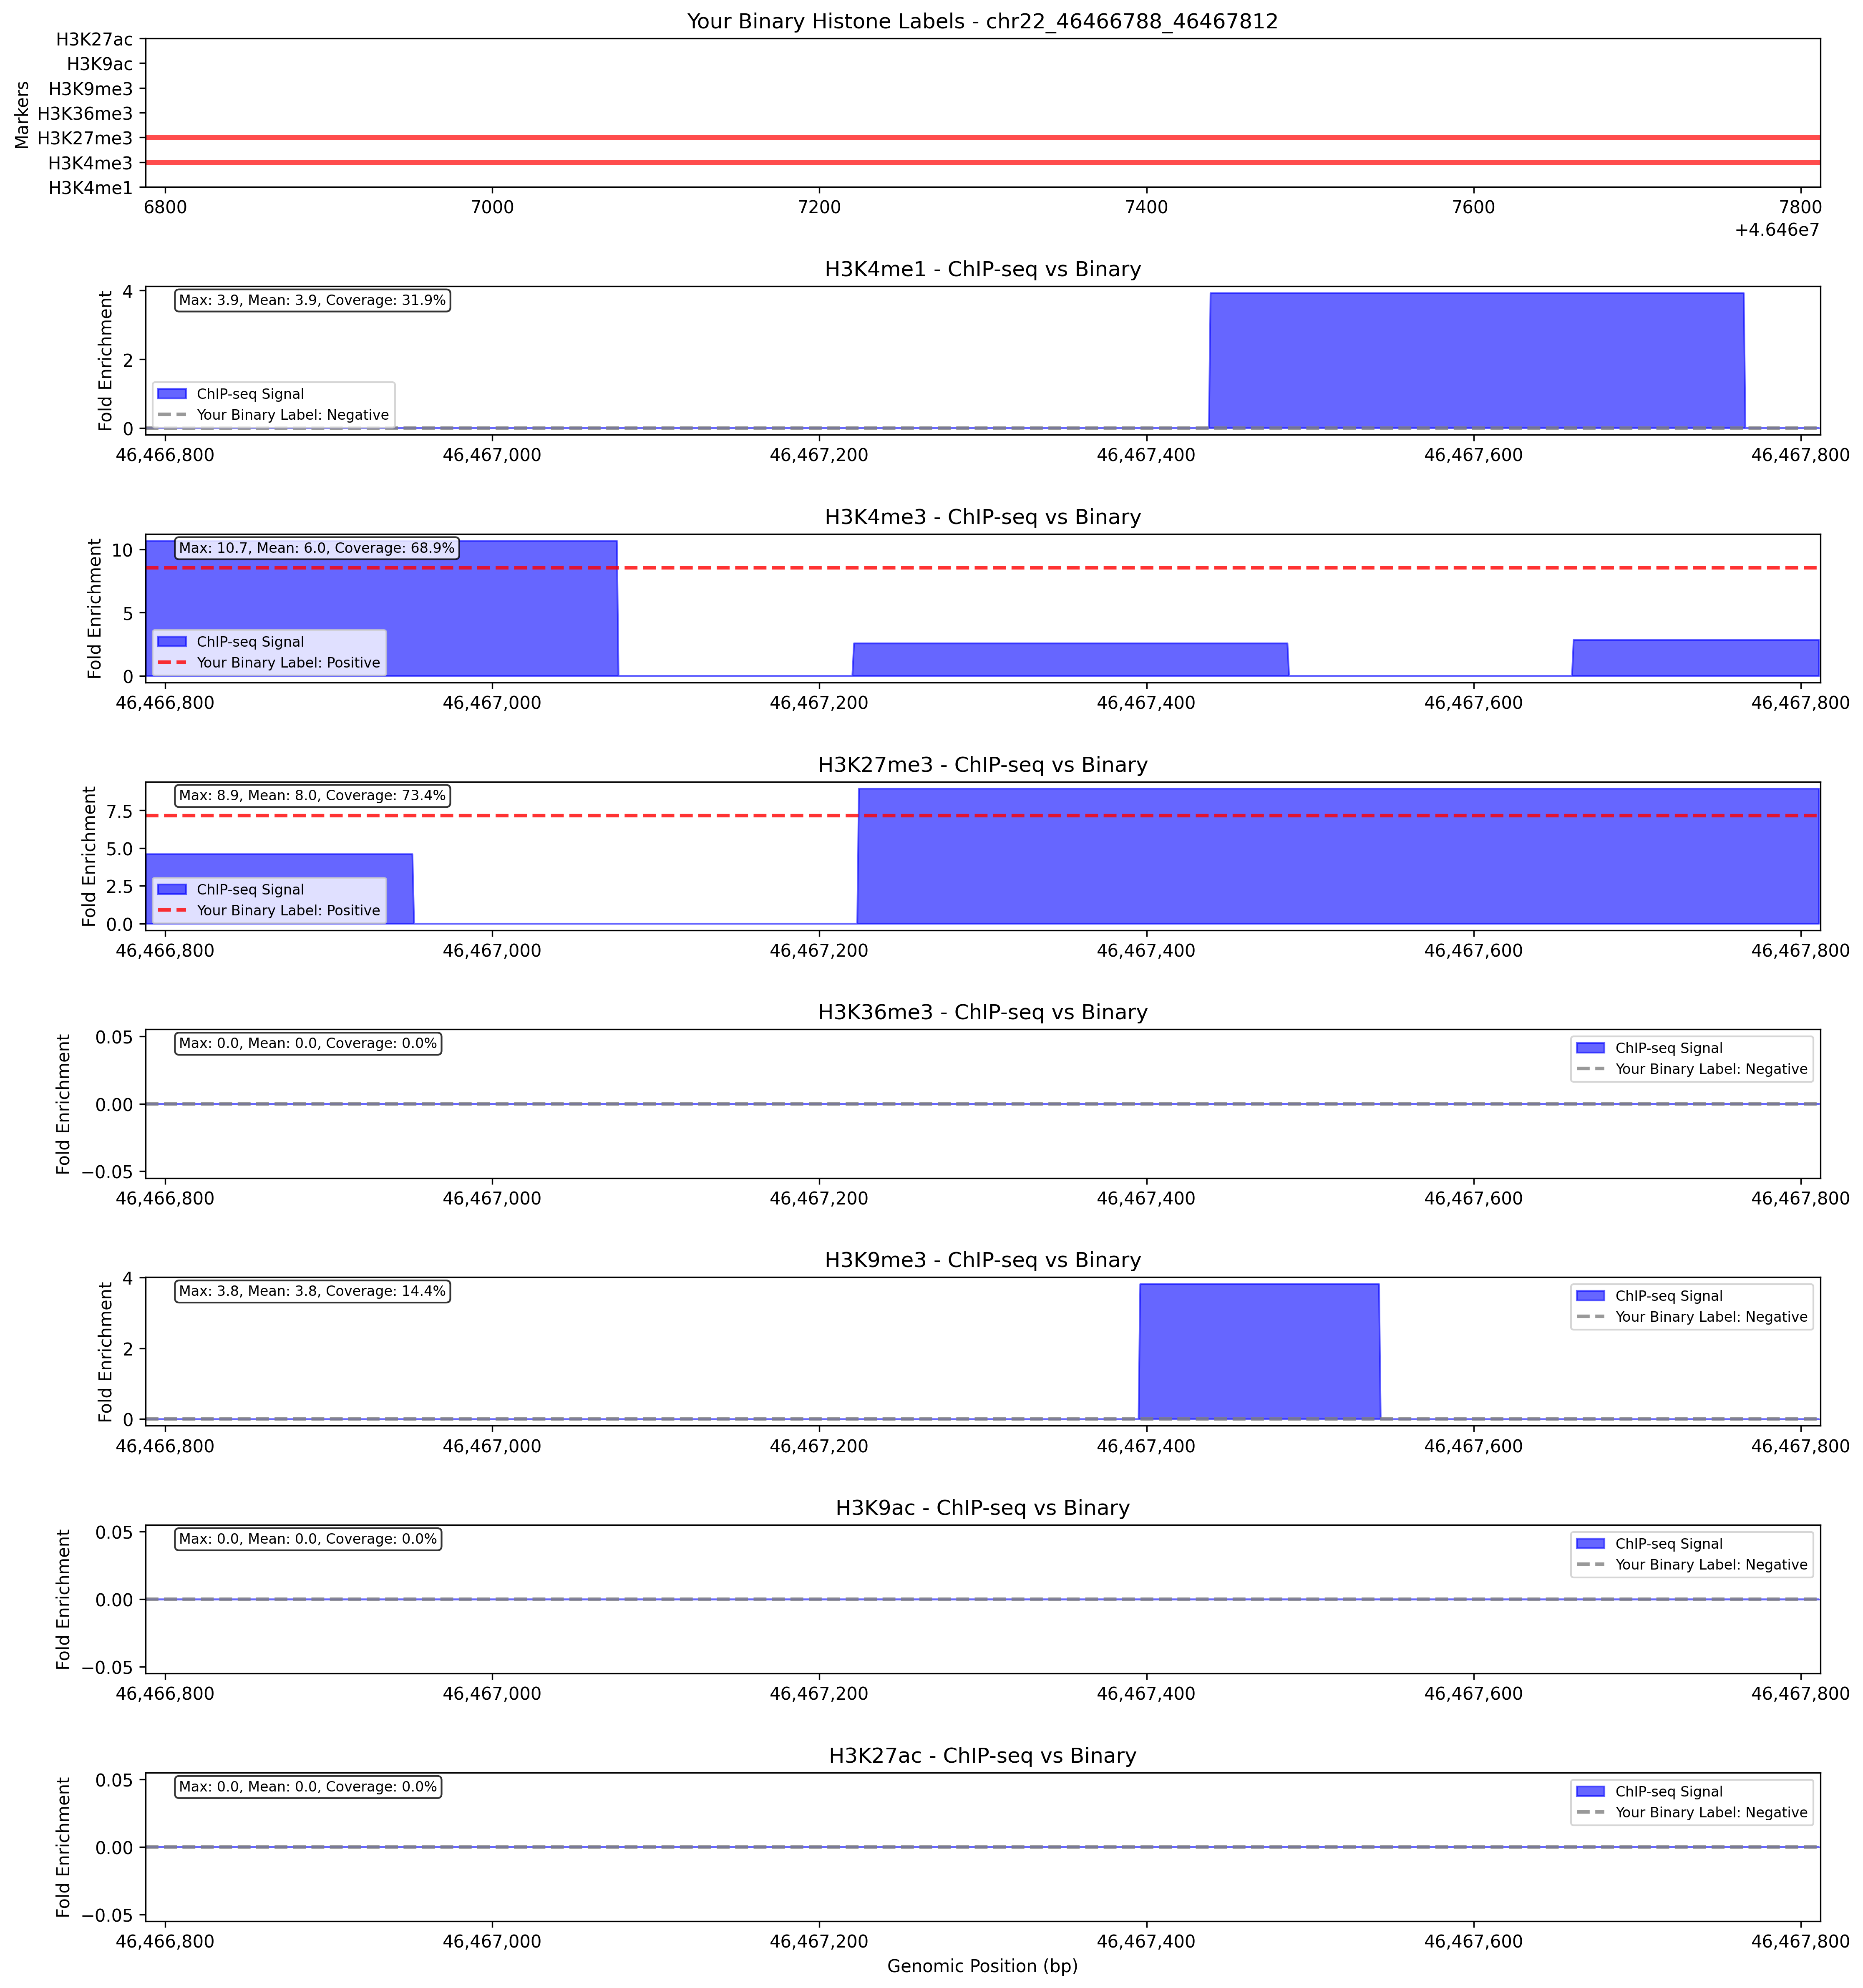 Your Binary Histone Labels - chr22_46466788_46467812
Markers
H3K27ac
H3K9ac
H3K9me3
H3K36me3
H3K27me3
H3K4me3
H3K4me1
6800 7000 7200 7400 7600 7800
+4.646e7
H3K4me1 - ChIP-seq vs Binary
Fold Enrichment
4
2
0
Max: 3.9, Mean: 3.9, Coverage: 31.9%
ChIP-seq Signal
Your Binary Label: Negative
46,466,800 46,467,000 46,467,200 46,467,400 46,467,600 46,467,800
H3K4me3 - ChIP-seq vs Binary
Fold Enrichment
10
5
0
Max: 10.7, Mean: 6.0, Coverage: 68.9%
ChIP-seq Signal
Your Binary Label: Positive
46,466,800 46,467,000 46,467,200 46,467,400 46,467,600 46,467,800
H3K27me3 - ChIP-seq vs Binary
Fold Enrichment
7.5
5.0
2.5
0.0
Max: 8.9, Mean: 8.0, Coverage: 73.4%
ChIP-seq Signal
Your Binary Label: Positive
46,466,800 46,467,000 46,467,200 46,467,400 46,467,600 46,467,800
H3K36me3 - ChIP-seq vs Binary
Fold Enrichment
0.05
0.00
−0.05
Max: 0.0, Mean: 0.0, Coverage: 0.0%
ChIP-seq Signal
Your Binary Label: Negative
46,466,800 46,467,000 46,467,200 46,467,400 46,467,600 46,467,800
H3K9me3 - ChIP-seq vs Binary
Fold Enrichment
4
2
0
Max: 3.8, Mean: 3.8, Coverage: 14.4%
ChIP-seq Signal
Your Binary Label: Negative
46,466,800 46,467,000 46,467,200 46,467,400 46,467,600 46,467,800
H3K9ac - ChIP-seq vs Binary
Fold Enrichment
0.05
0.00
−0.05
Max: 0.0, Mean: 0.0, Coverage: 0.0%
ChIP-seq Signal
Your Binary Label: Negative
46,466,800 46,467,000 46,467,200 46,467,400 46,467,600 46,467,800
H3K27ac - ChIP-seq vs Binary
Fold Enrichment
0.05
0.00
−0.05
Max: 0.0, Mean: 0.0, Coverage: 0.0%
ChIP-seq Signal
Your Binary Label: Negative
46,466,800 46,467,000 46,467,200 46,467,400 46,467,600 46,467,800
Genomic Position (bp)